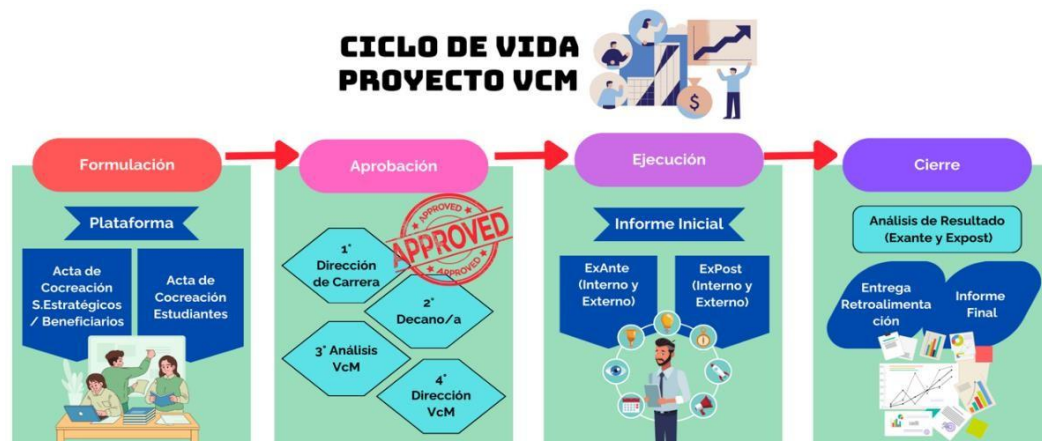 CICLO DE VIDA
PROYECTO VCM
Formulación
Plataforma
Acta de
Cocreación
S.Estratégicos
/ Beneficiarios
Acta de
Cocreación
Estudiantes
Aprobación
APPROVED
APPROVED
APPROVED
1°
Dirección
de Carrera
2°
Decano/a
3° Análisis
VcM
4°
Dirección
VcM
Ejecución
Informe Inicial
ExAnte
(Interno y
Externo)
ExPost
(Interno y
Externo)
Cierre
Análisis de Resultado
(Exante y Expost)
Entrega
Retroalimenta
ción
Informe
Final